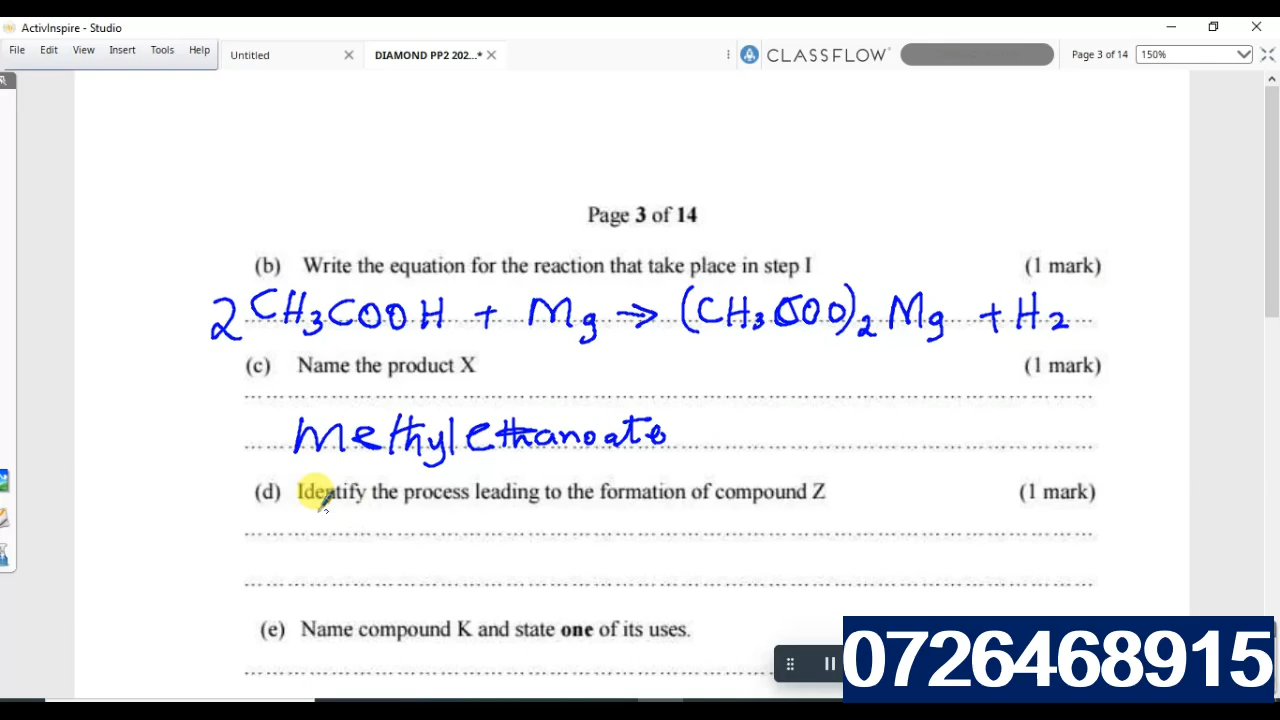 ActivInspire - Studio
File Edit View Insert Tools Help
Untitled
DIAMOND PP2 202...*
CLASSFLOW
Page 3 of 14
150%
Page 3 of 14
(b) Write the equation for the reaction that take place in step I (1 mark)
2CH3COOH + Mg → (CH3COO)2Mg + H2
(c) Name the product X (1 mark)
Methylethanoate
(d) Identify the process leading to the formation of compound Z (1 mark)
(e) Name compound K and state one of its uses.
0726468915